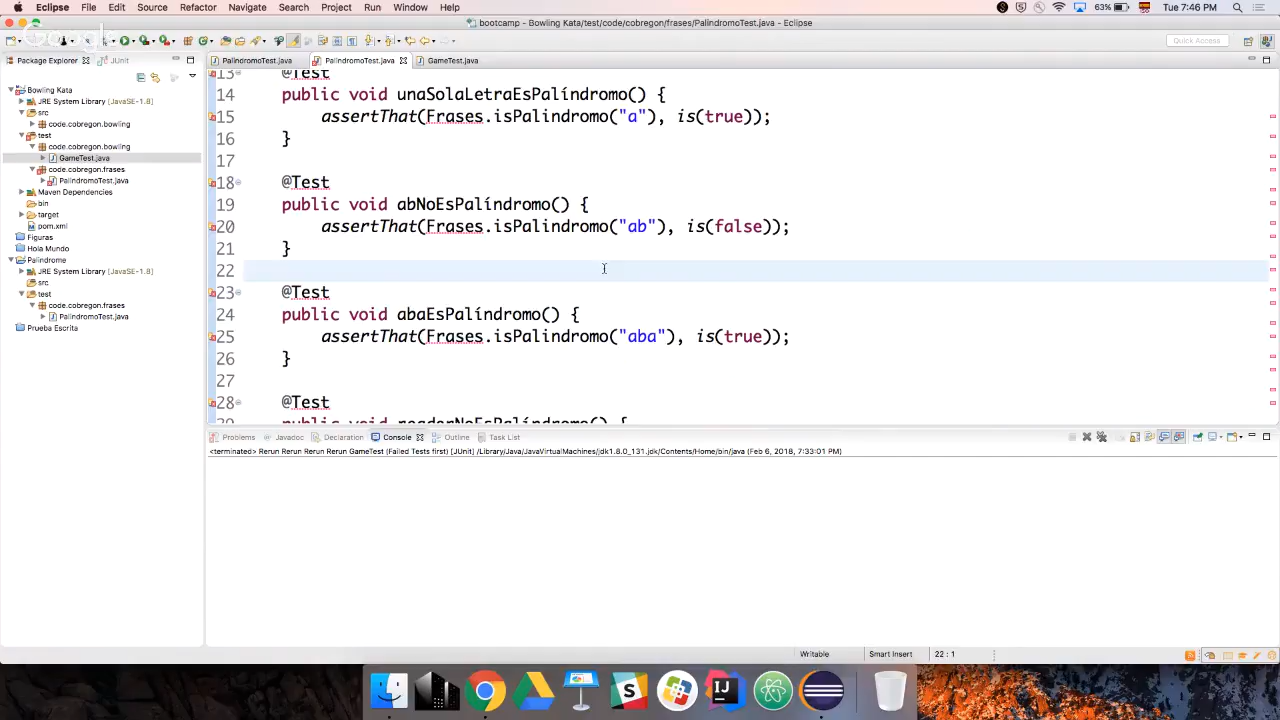 Eclipse File Edit Source Refactor Navigate Search Project Run Window Help 63% Tue 7:46 PM
bootcamp - Bowling Kata/test/code/cobregon/frases/PalindromoTest.java - Eclipse
Quick Access
Package Explorer JUnit
Bowling Kata
JRE System Library [JavaSE-1.8]
src
code.cobregon.bowling
test
code.cobregon.bowling
GameTest.java
code.cobregon.frases
PalindromoTest.java
Maven Dependencies
bin
target
pom.xml
Figuras
Hola Mundo
Palindrome
JRE System Library [JavaSE-1.8]
src
test
code.cobregon.frases
PalindromoTest.java
Prueba Escrita
PalindromoTest.java PalindromoTest.java GameTest.java
13 @Test
14 public void unaSolaLetraEsPalíndromo() {
15 assertThat(Frases.isPalindromo("a"), is(true));
16 }
17
18 @Test
19 public void abNoEsPalíndromo() {
20 assertThat(Frases.isPalindromo("ab"), is(false));
21 }
22
23 @Test
24 public void abaEsPalíndromo() {
25 assertThat(Frases.isPalindromo("aba"), is(true));
26 }
27
28 @Test
29 public void readerNoEsPalíndromo() {
Problems Javadoc Declaration Console Outline Task List
<terminated> Rerun Rerun Rerun Rerun GameTest (Failed Tests first) [JUnit] /Library/Java/JavaVirtualMachines/jdk1.8.0_131.jdk/Contents/Home/bin/java (Feb 6, 2018, 7:33:01 PM)
Writable Smart Insert 22 : 1